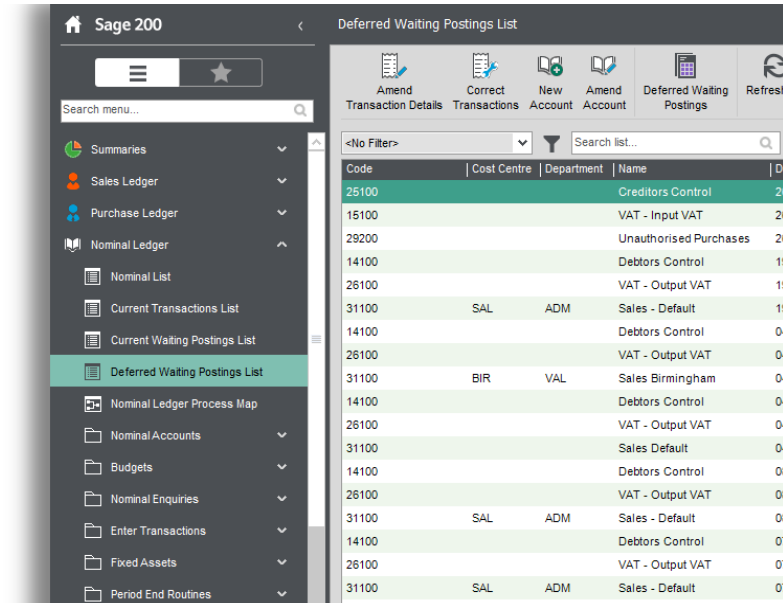 Sage 200
Deferred Waiting Postings List
Amend Transaction Details
Correct Transactions
New Account
Amend Account
Deferred Waiting Postings
Search menu...
<No Filter>
Search list...
Summaries
Sales Ledger
Purchase Ledger
Nominal Ledger
Nominal List
Current Transactions List
Current Waiting Postings List
Deferred Waiting Postings List
Nominal Ledger Process Map
Nominal Accounts
Budgets
Nominal Enquiries
Enter Transactions
Fixed Assets
Period End Routines
Code Cost Centre Department Name
25100 Creditors Control
15100 VAT - Input VAT
29200 Unauthorised Purchases
14100 Debtors Control
26100 VAT - Output VAT
31100 SAL ADM Sales - Default
14100 Debtors Control
26100 VAT - Output VAT
31100 BIR VAL Sales Birmingham
14100 Debtors Control
26100 VAT - Output VAT
31100 Sales Default
14100 Debtors Control
26100 VAT - Output VAT
31100 SAL ADM Sales - Default
14100 Debtors Control
26100 VAT - Output VAT
31100 SAL ADM Sales - Default